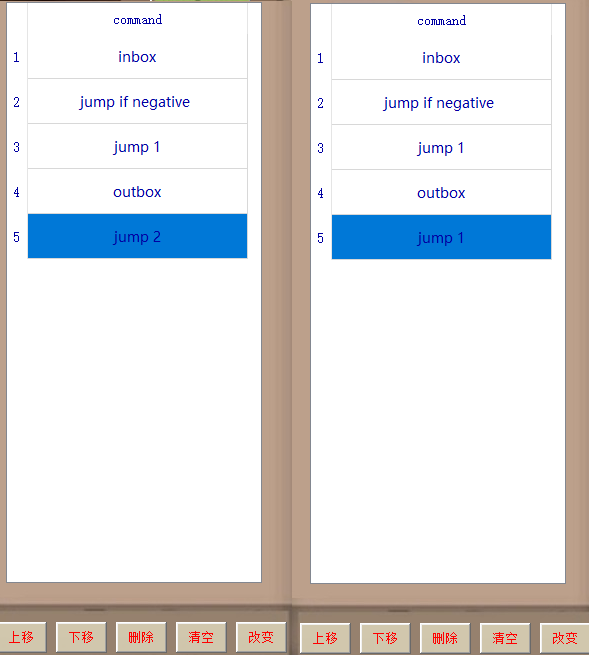 command
1 inbox
2 jump if negative
3 jump 1
4 outbox
5 jump 2
上移 下移 删除 清空 改变
command
1 inbox
2 jump if negative
3 jump 1
4 outbox
5 jump 1
上移 下移 删除 清空 改变